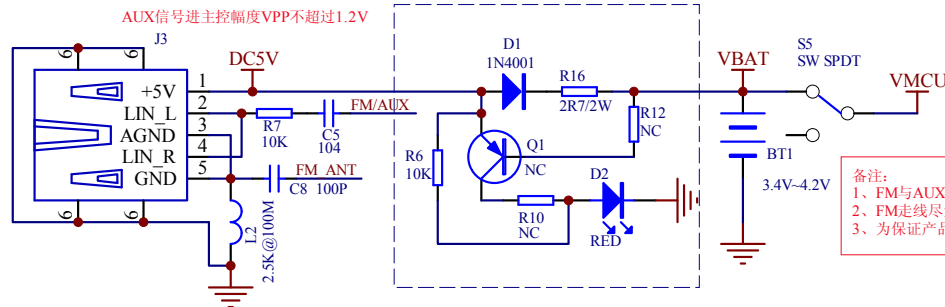 AUX信号进主控幅度VPP不超过1.2V
J3
6
6
+5V
1
LIN_L
2
AGND
3
LIN_R
4
GND
5
6
6
DC5V
R7
10K
C5
104
FM/AUX
C8
100P
FM_ANT
L2
2.5K@100M
D1
1N4001
R16
2R7/2W
R12
NC
Q1
NC
R6
10K
R10
NC
D2
RED
VBAT
BT1
3.4V~4.2V
S5
SW SPDT
VMCU
备注:
1、FM与AUX
2、FM走线尽
3、为保证产品